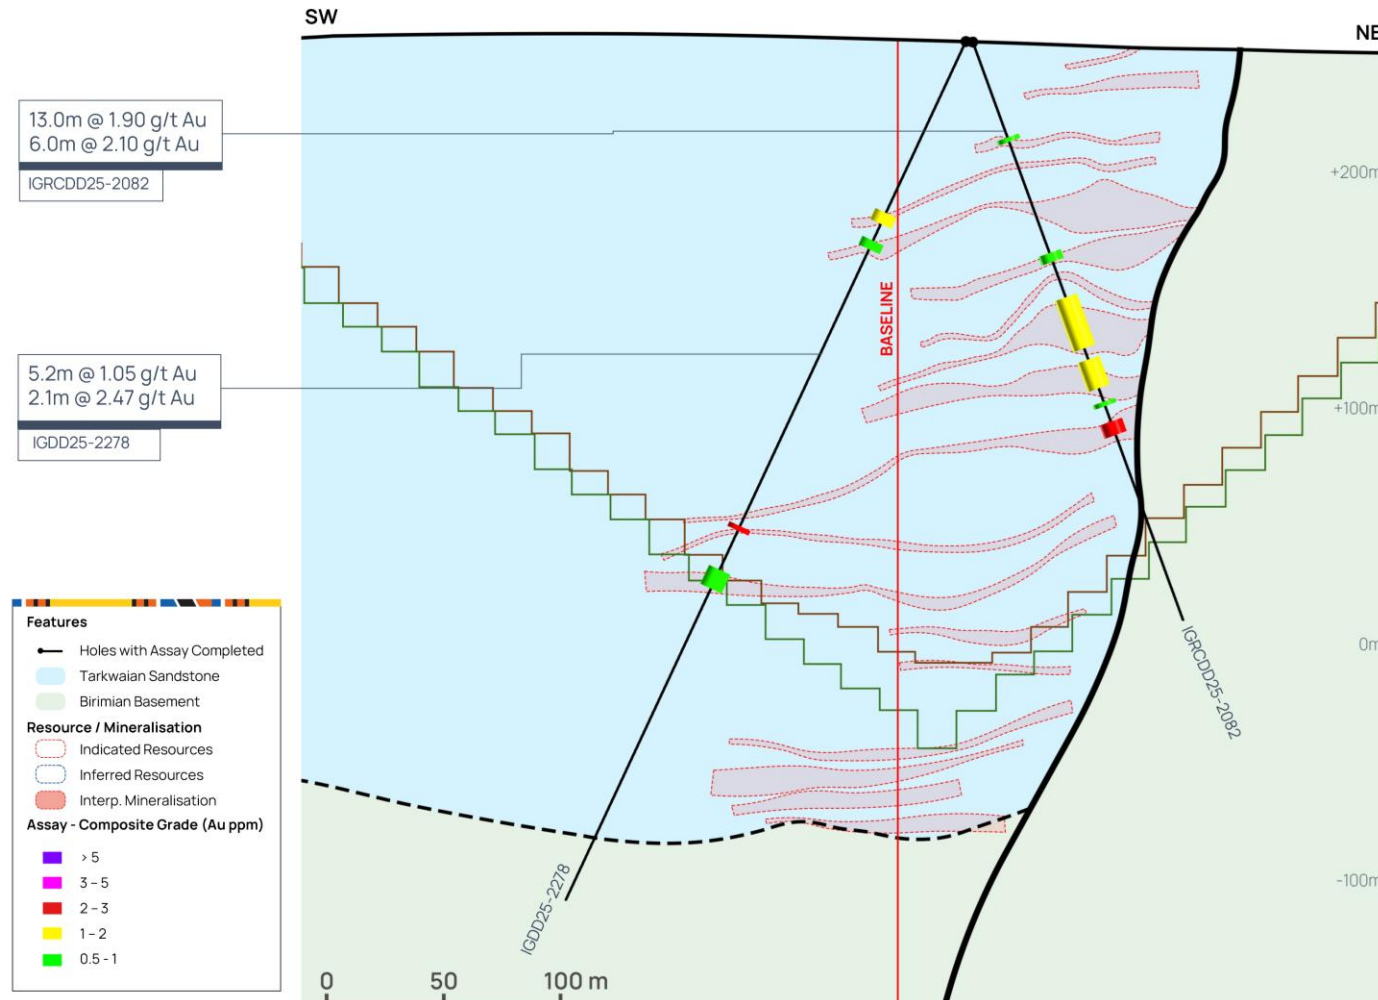 SW
NE
13.0m @ 1.90 g/t Au
6.0m @ 2.10 g/t Au
IGRCDD25-2082
+200m
BASELINE
5.2m @ 1.05 g/t Au
2.1m @ 2.47 g/t Au
IGDD25-2278
+100m
0m
IGRCDD25-2082
Features
Holes with Assay Completed
Tarkwaian Sandstone
Birimian Basement
Resource / Mineralisation
Indicated Resources
Inferred Resources
Interp. Mineralisation
Assay - Composite Grade (Au ppm)
> 5
3 - 5
2 - 3
1 - 2
0.5 - 1
IGDD25-2278
-100m
0 50 100 m